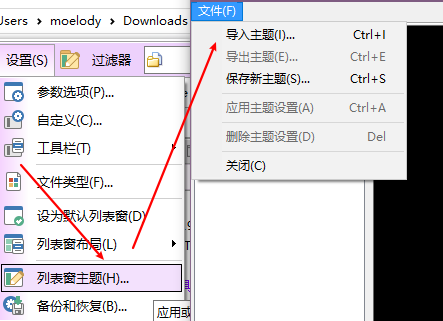 sers › moelody › Downloads
文件(F)
导入主题(I)... Ctrl+I
导出主题(E)... Ctrl+E
保存新主题(S)... Ctrl+S
应用主题设置(A) Ctrl+A
删除主题设置(D) Del
关闭(C)
设置(S) 过滤器
参数选项(P)...
自定义(C)...
工具栏(T)
文件类型(F)...
设为默认列表窗(D)
列表窗布局(L)
列表窗主题(H)...
备份和恢复(B)...
应用或